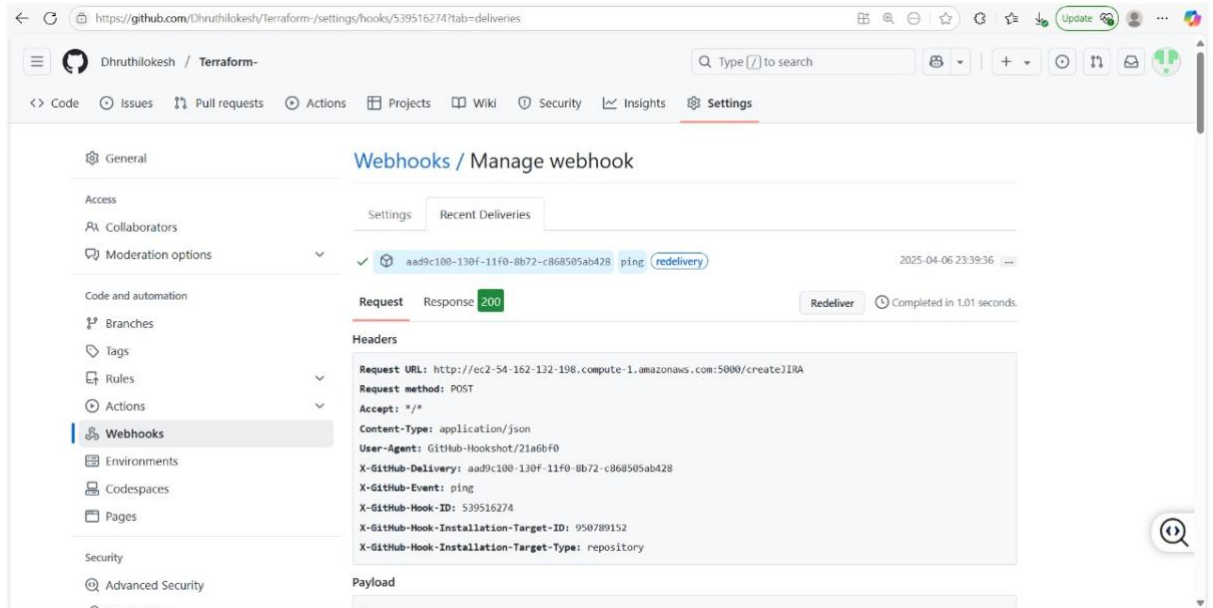 https://github.com/Dhruthilokesh/Terraform-/settings/hooks/539516274?tab=deliveries
Update
Dhruthilokesh / Terraform-
Type / to search
Code Issues Pull requests Actions Projects Wiki Security Insights Settings
General
Access
Collaborators
Moderation options
Code and automation
Branches
Tags
Rules
Actions
Webhooks
Environments
Codespaces
Pages
Security
Advanced Security
Webhooks / Manage webhook
Settings Recent Deliveries
aad9c100-130f-11f0-8b72-c868505ab428 ping redelivery 2025-04-06 23:39:36 ...
Request Response 200 Redeliver Completed in 1.01 seconds.
Headers
Request URL: http://ec2-54-162-132-198.compute-1.amazonaws.com:5000/createJIRA
Request method: POST
Accept: */*
Content-Type: application/json
User-Agent: GitHub-Hookshot/21a6bf0
X-GitHub-Delivery: aad9c100-130f-11f0-8b72-c868505ab428
X-GitHub-Event: ping
X-GitHub-Hook-ID: 539516274
X-GitHub-Hook-Installation-Target-ID: 950789152
X-GitHub-Hook-Installation-Target-Type: repository
Payload